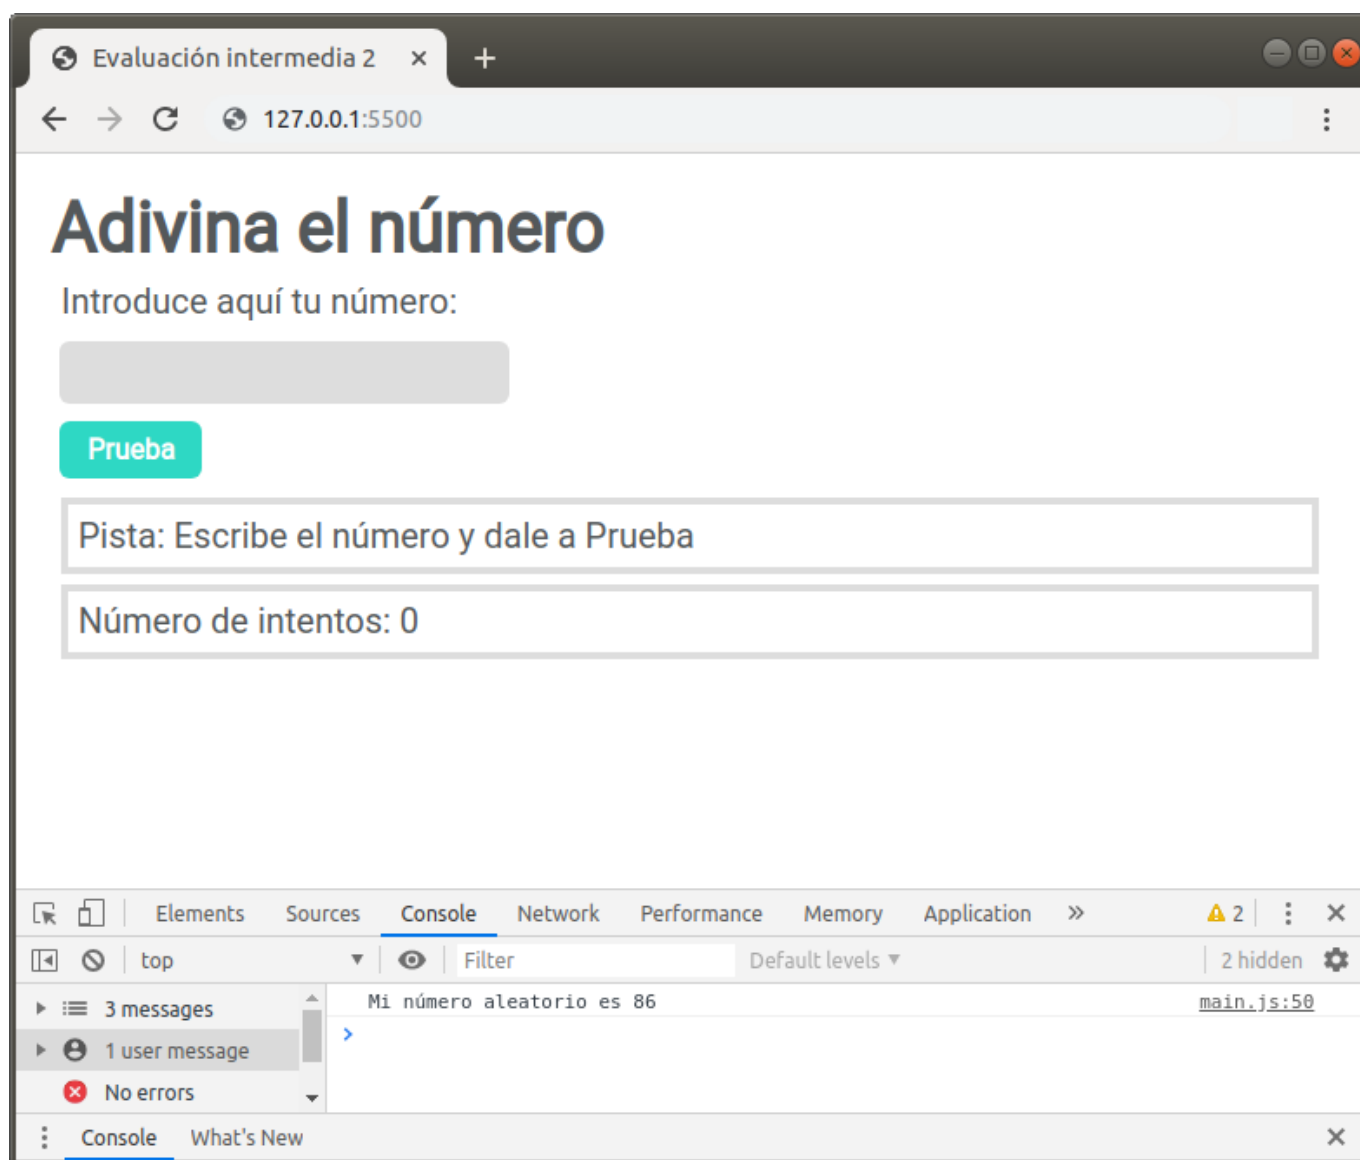 Evaluación intermedia 2
127.0.0.1:5500
Adivina el número
Introduce aquí tu número:
Prueba
Pista: Escribe el número y dale a Prueba
Número de intentos: 0
Elements Sources Console Network Performance Memory Application » 2
top Filter Default levels 2 hidden
3 messages
1 user message
No errors
Mi número aleatorio es 86 main.js:50
>
Console What's New